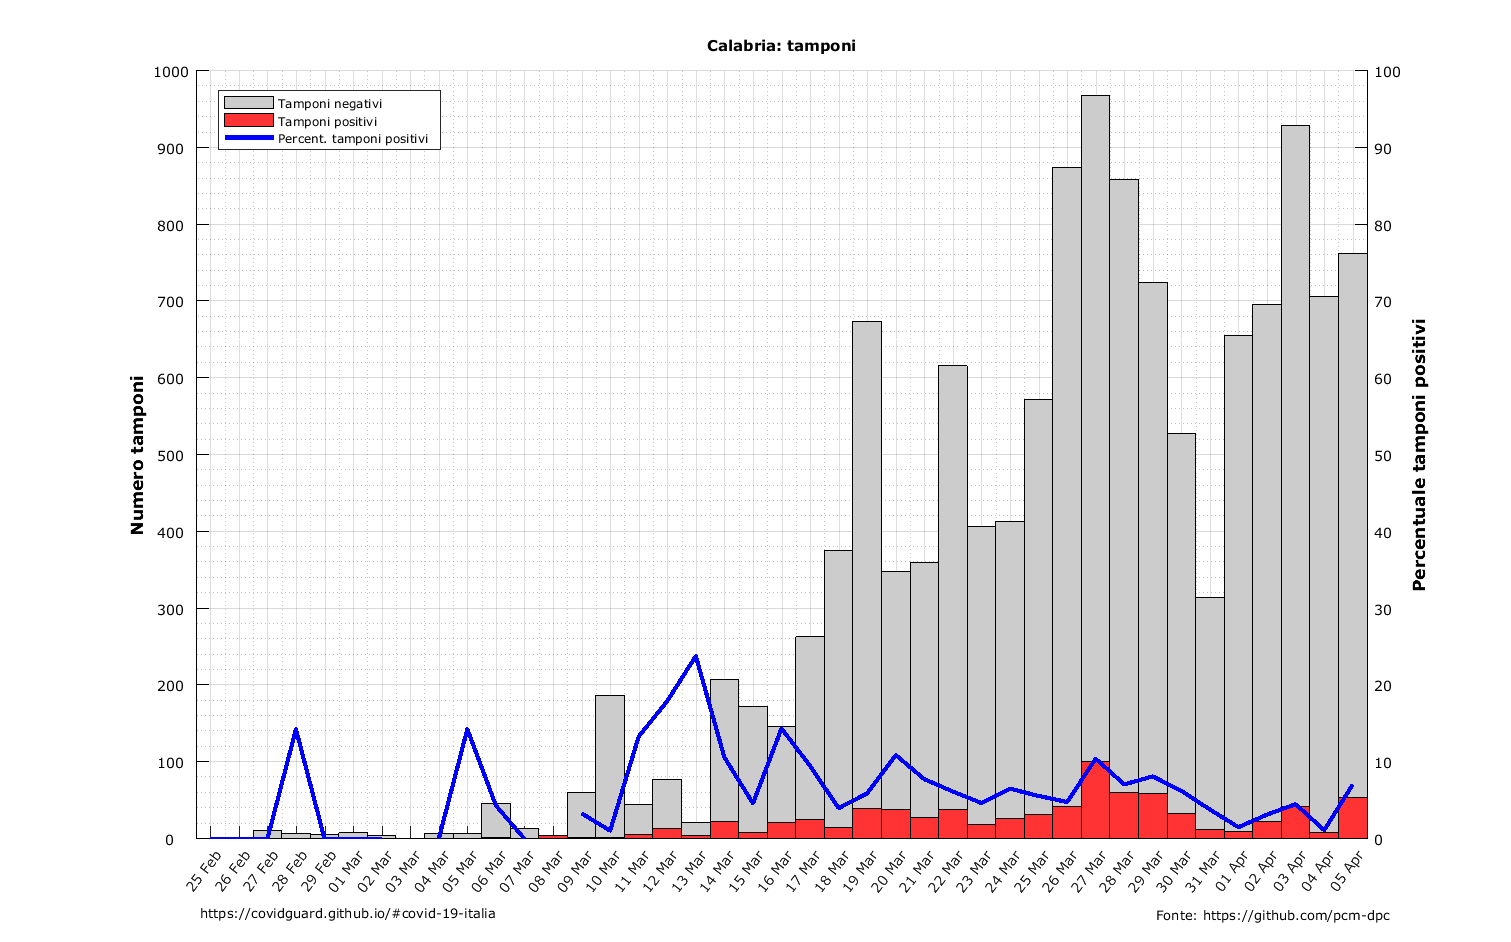 Calabria: tamponi
Tamponi negativi
Tamponi positivi
Percent. tamponi positivi
Numero tamponi
1000
900
800
700
600
500
400
300
200
100
0
Percentuale tamponi positivi
100
90
80
70
60
50
40
30
20
10
0
25 Feb
26 Feb
27 Feb
28 Feb
29 Feb
01 Mar
02 Mar
03 Mar
04 Mar
05 Mar
06 Mar
07 Mar
08 Mar
09 Mar
10 Mar
11 Mar
12 Mar
13 Mar
14 Mar
15 Mar
16 Mar
17 Mar
18 Mar
19 Mar
20 Mar
21 Mar
22 Mar
23 Mar
24 Mar
25 Mar
26 Mar
27 Mar
28 Mar
29 Mar
30 Mar
31 Mar
01 Apr
02 Apr
03 Apr
04 Apr
05 Apr
https://covidguard.github.io/#covid-19-italia
Fonte: https://github.com/pcm-dpc